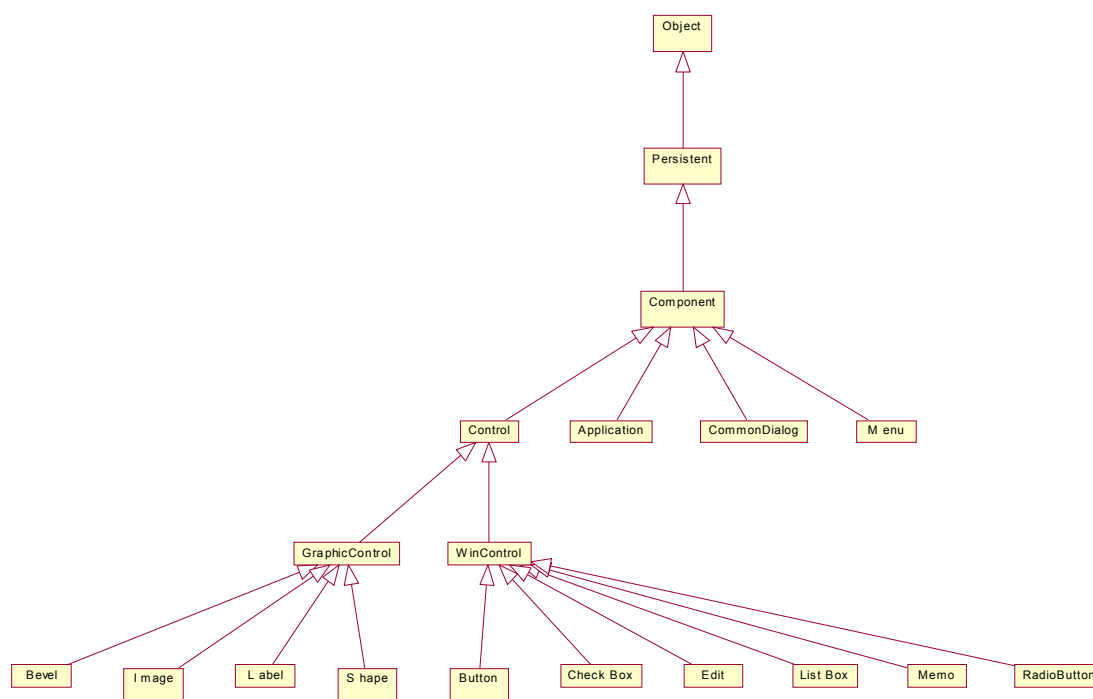 Object
Persistent
Component
Control
Application
CommonDialog
M enu
GraphicControl
WinControl
Bevel
I mage
L abel
S hape
Button
Check Box
Edit
List Box
Memo
RadioButton